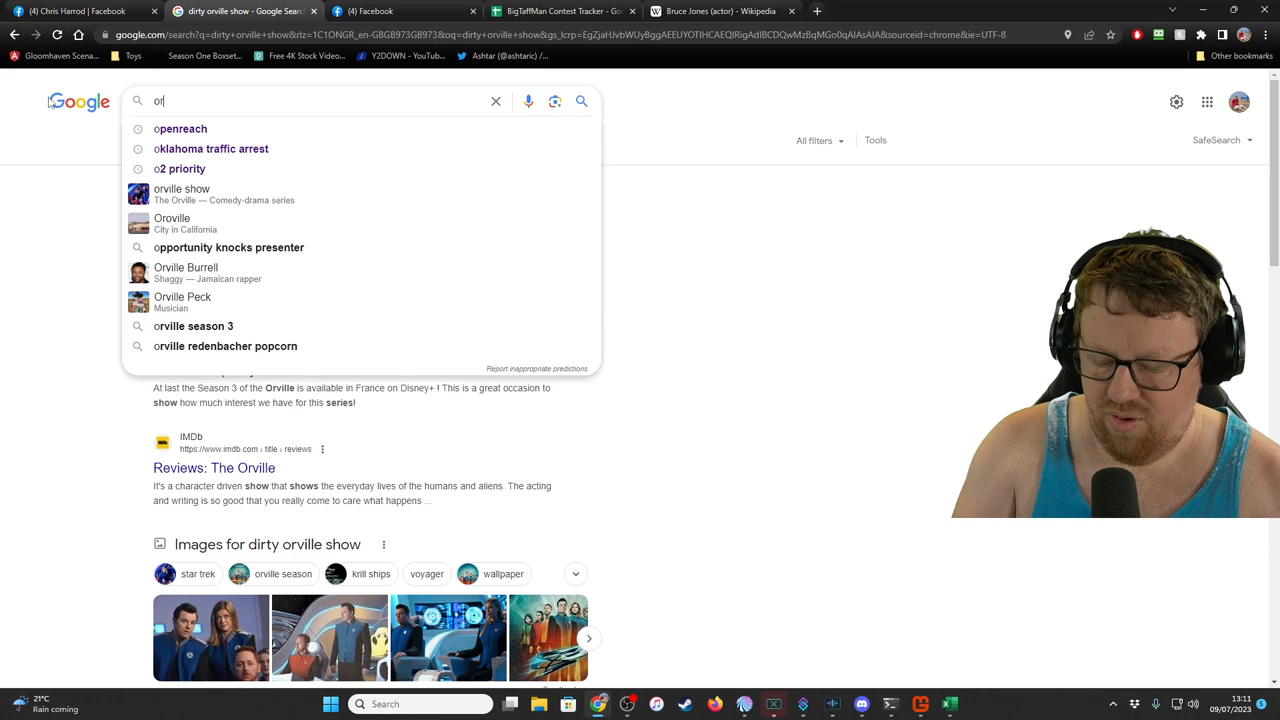 (4) Facebook
Google
dirty orville show
(4) Facebook
(4) Facebook
BigTaffMan Contest Tracker - Go
Bruce Jones (actor) - Wikipedia
google.com/search?q=dirty+orville+show&rlz=1C1ONGR_en-GBGB973GB973&oq=dirty+orville+show&gs_lcrp=EgZjaHJvbWUyBggAEEUYOTIHCAEQIRigAdIBCDQwMzBqMGo0qAIAsAIA&sourceid=chrome&ie=UTF-8
Gloomhaven Scena...
Toys
Season One Boxset...
Free 4K Stock Video...
Y2DOWN - YouTub...
Ashtar (@ashtaric) /...
Other bookmarks
Google
or
All filters
Tools
SafeSearch
openreach
oklahoma traffic arrest
o2 priority
orville show
The Orville — Comedy-drama series
Oroville
City in California
opportunity knocks presenter
Orville Burrell
Shaggy — Jamaican rapper
Orville Peck
Musician
orville season 3
orville redenbacher popcorn
Report inappropriate predictions
At last the Season 3 of the Orville is available in France on Disney+ ! This is a great occasion to
show how much interest we have for this series!
IMDb
https://www.imdb.com › title › reviews
Reviews: The Orville
It's a character driven show that shows the everyday lives of the humans and aliens. The acting
and writing is so good that you really come to care what happens ...
Images for dirty orville show
star trek
orville season
krill ships
voyager
wallpaper
21°C
Rain coming
Search
13:11
09/07/2023